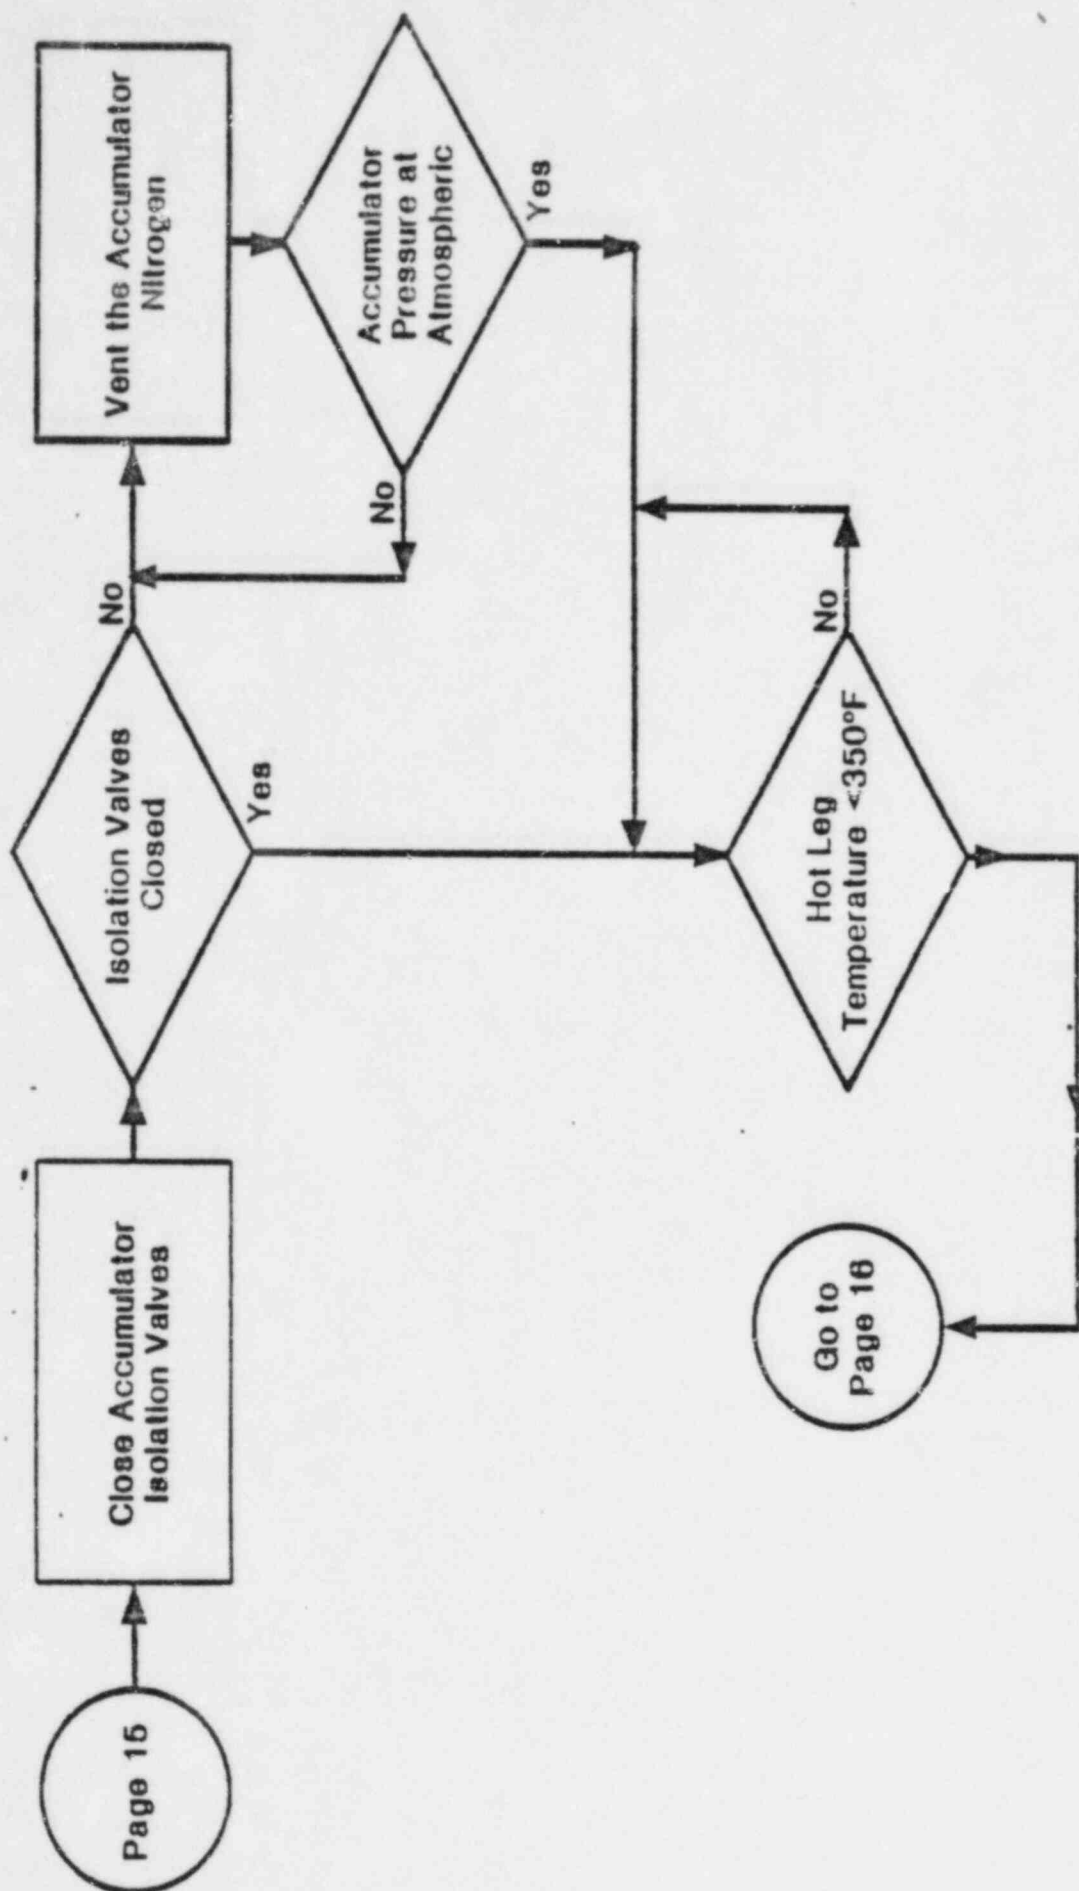 Page 15
Close Accumulator
Isolation Valves
Isolation Valves
Closed
No
Yes
Vent the Accumulator
Nitrogen
Accumulator
Pressure at
Atmospheric
No
Yes
Hot Leg
Temperature <350°F
No
Go to
Page 16